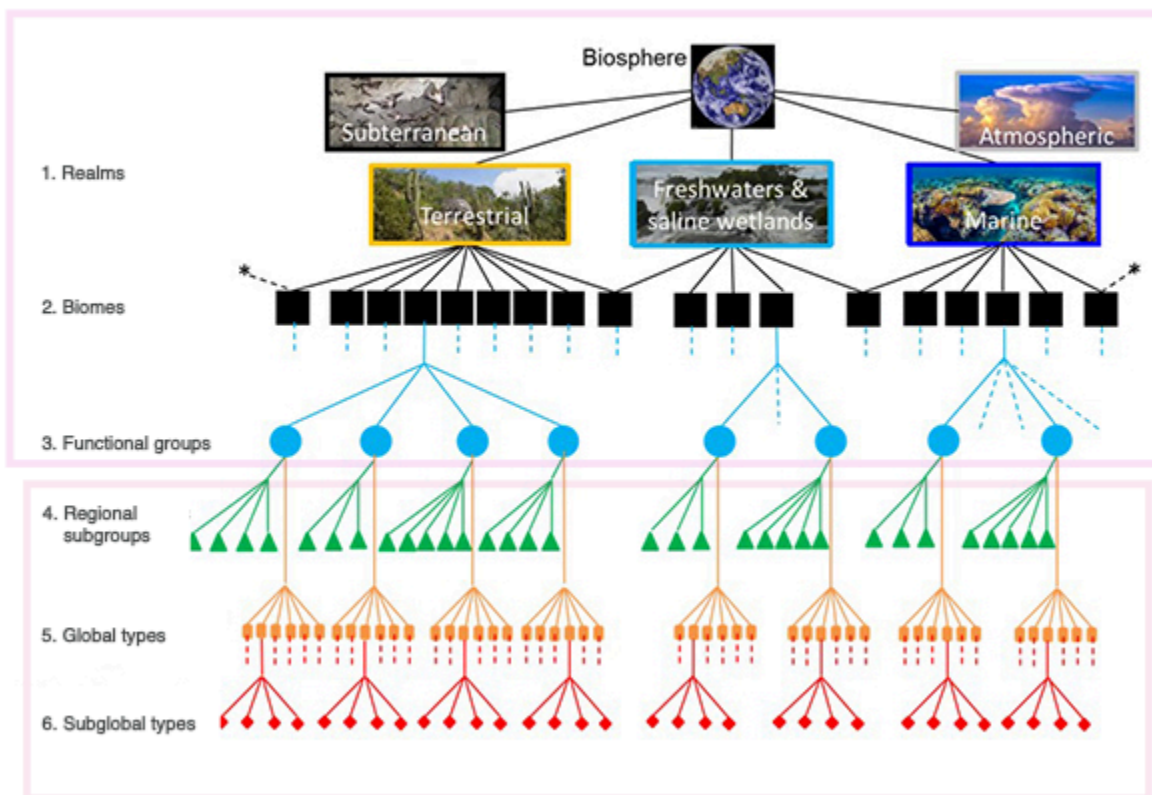 Biosphere
Subterranean
Atmospheric
1. Realms
Terrestrial
Freshwaters &
saline wetlands
Marine
*
*
2. Biomes
3. Functional groups
4. Regional
subgroups
5. Global types
6. Subglobal types